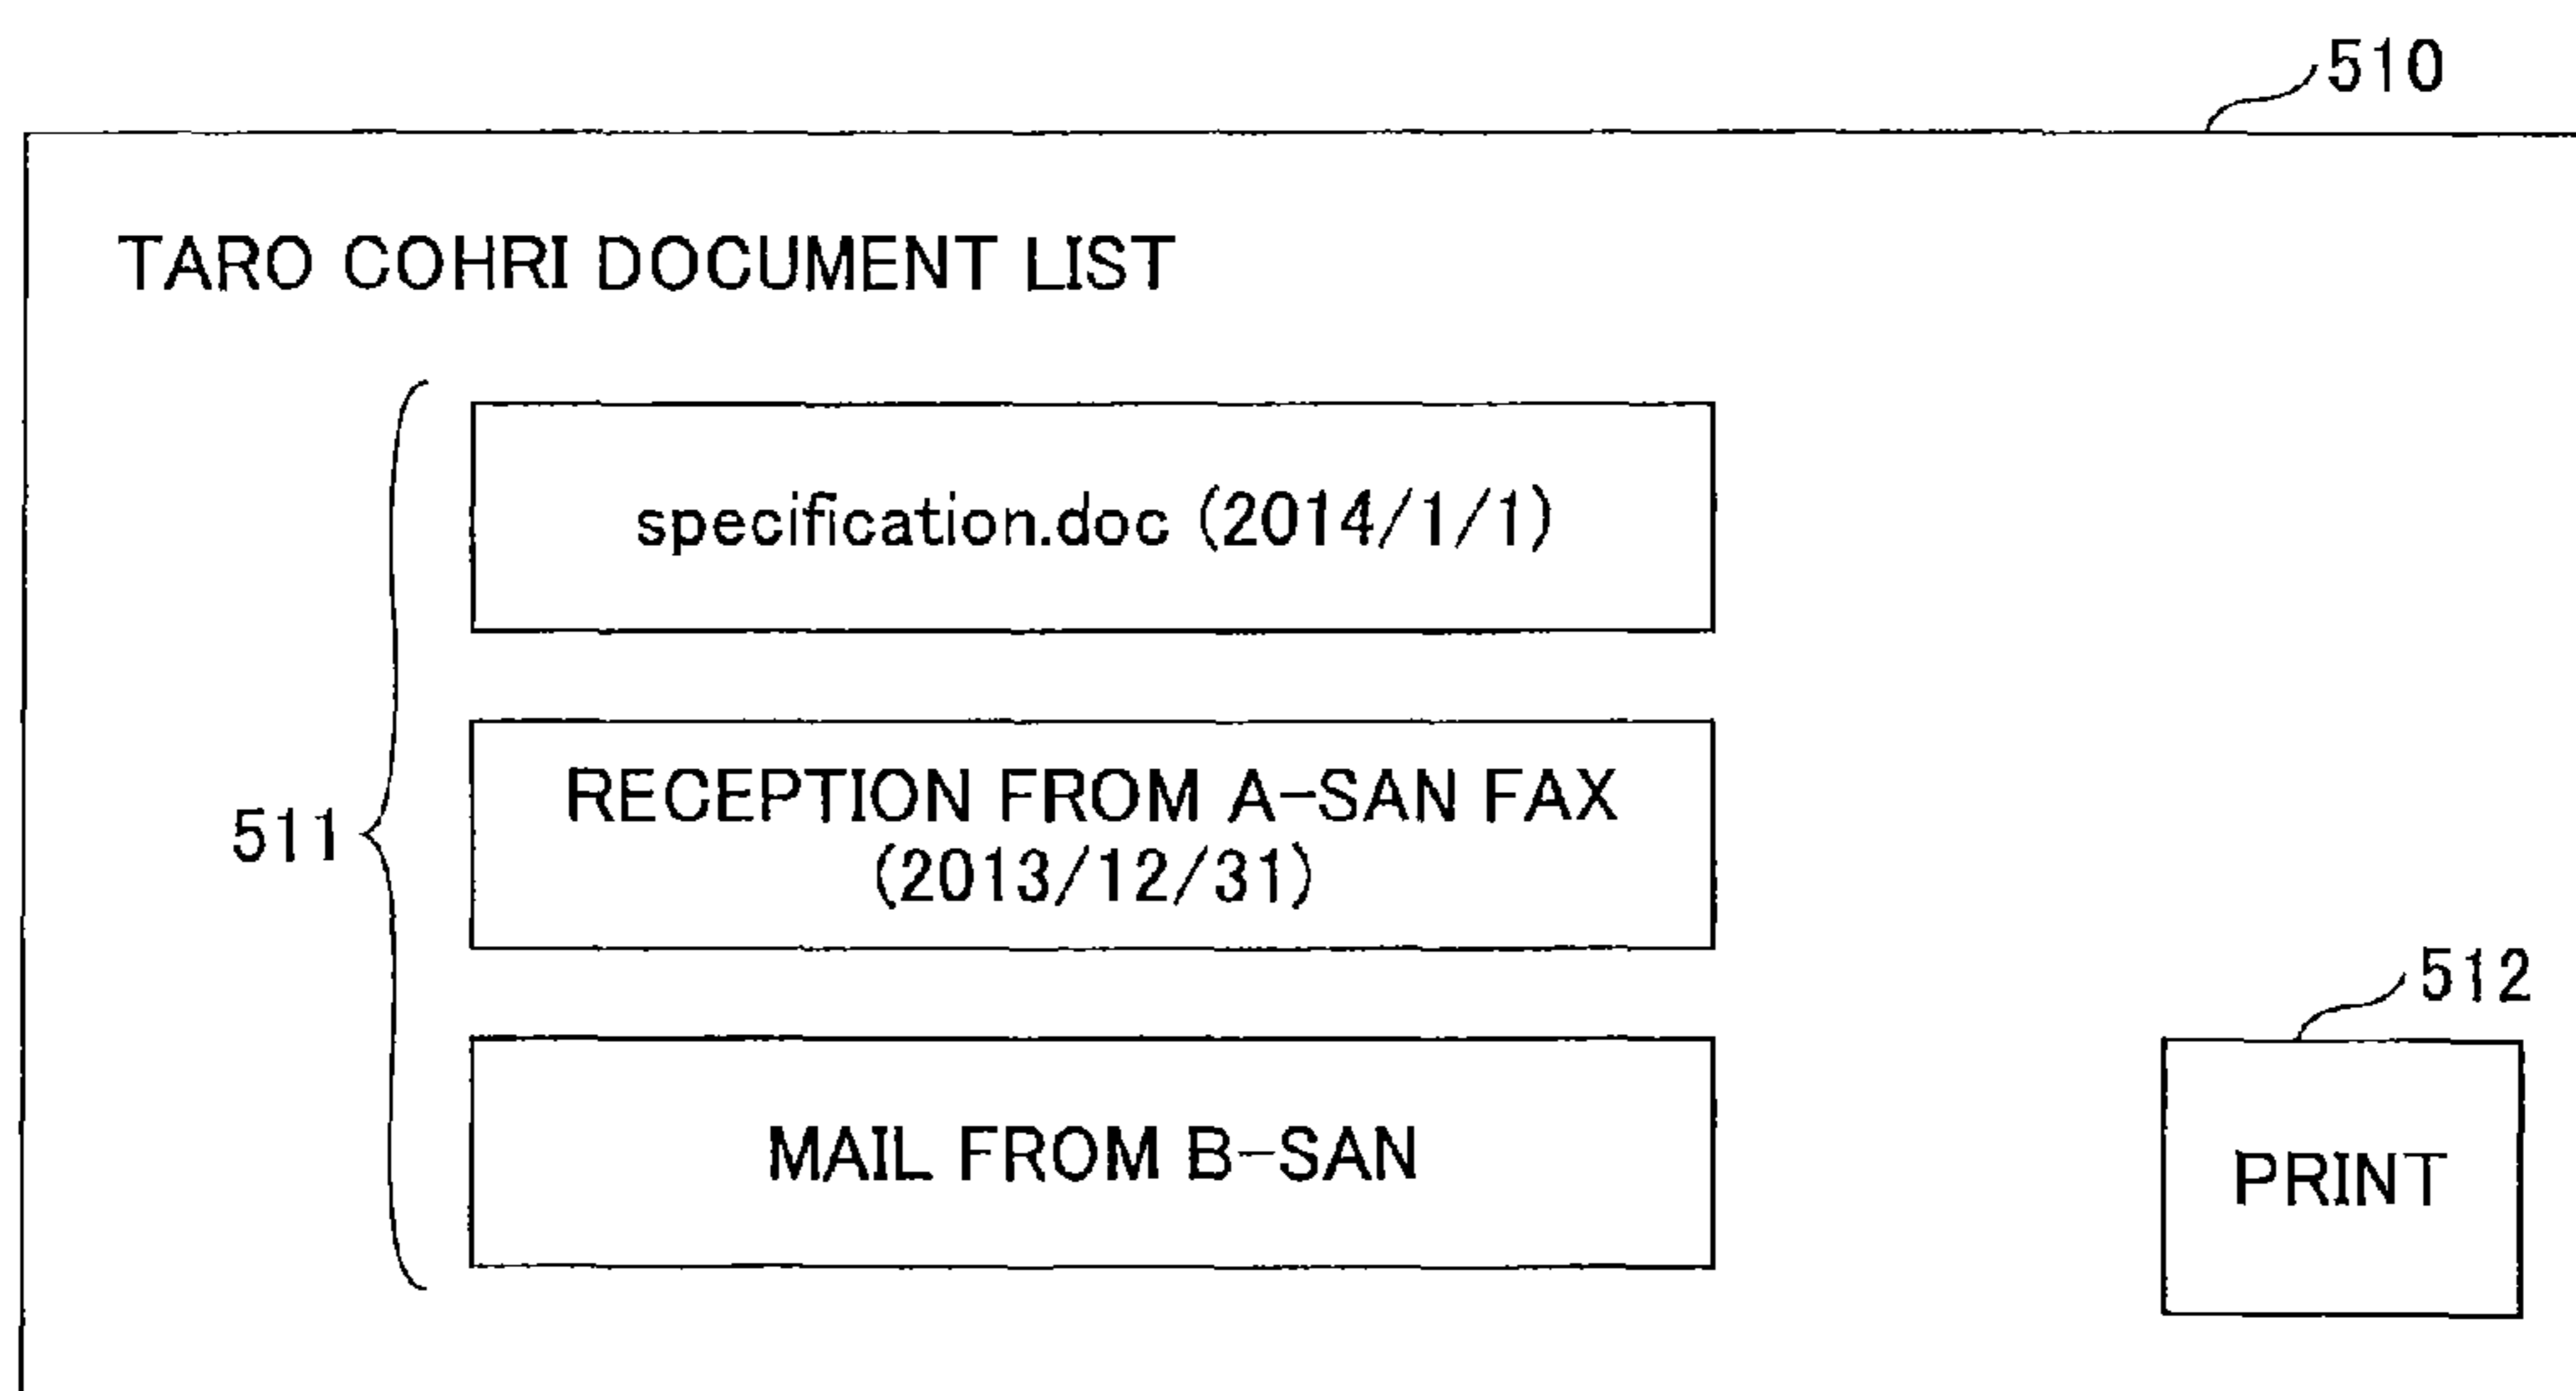 510
TARO COHRI DOCUMENT LIST
specification.doc (2014/1/1)
511
RECEPTION FROM A-SAN FAX
(2013/12/31)
512
MAIL FROM B-SAN
PRINT